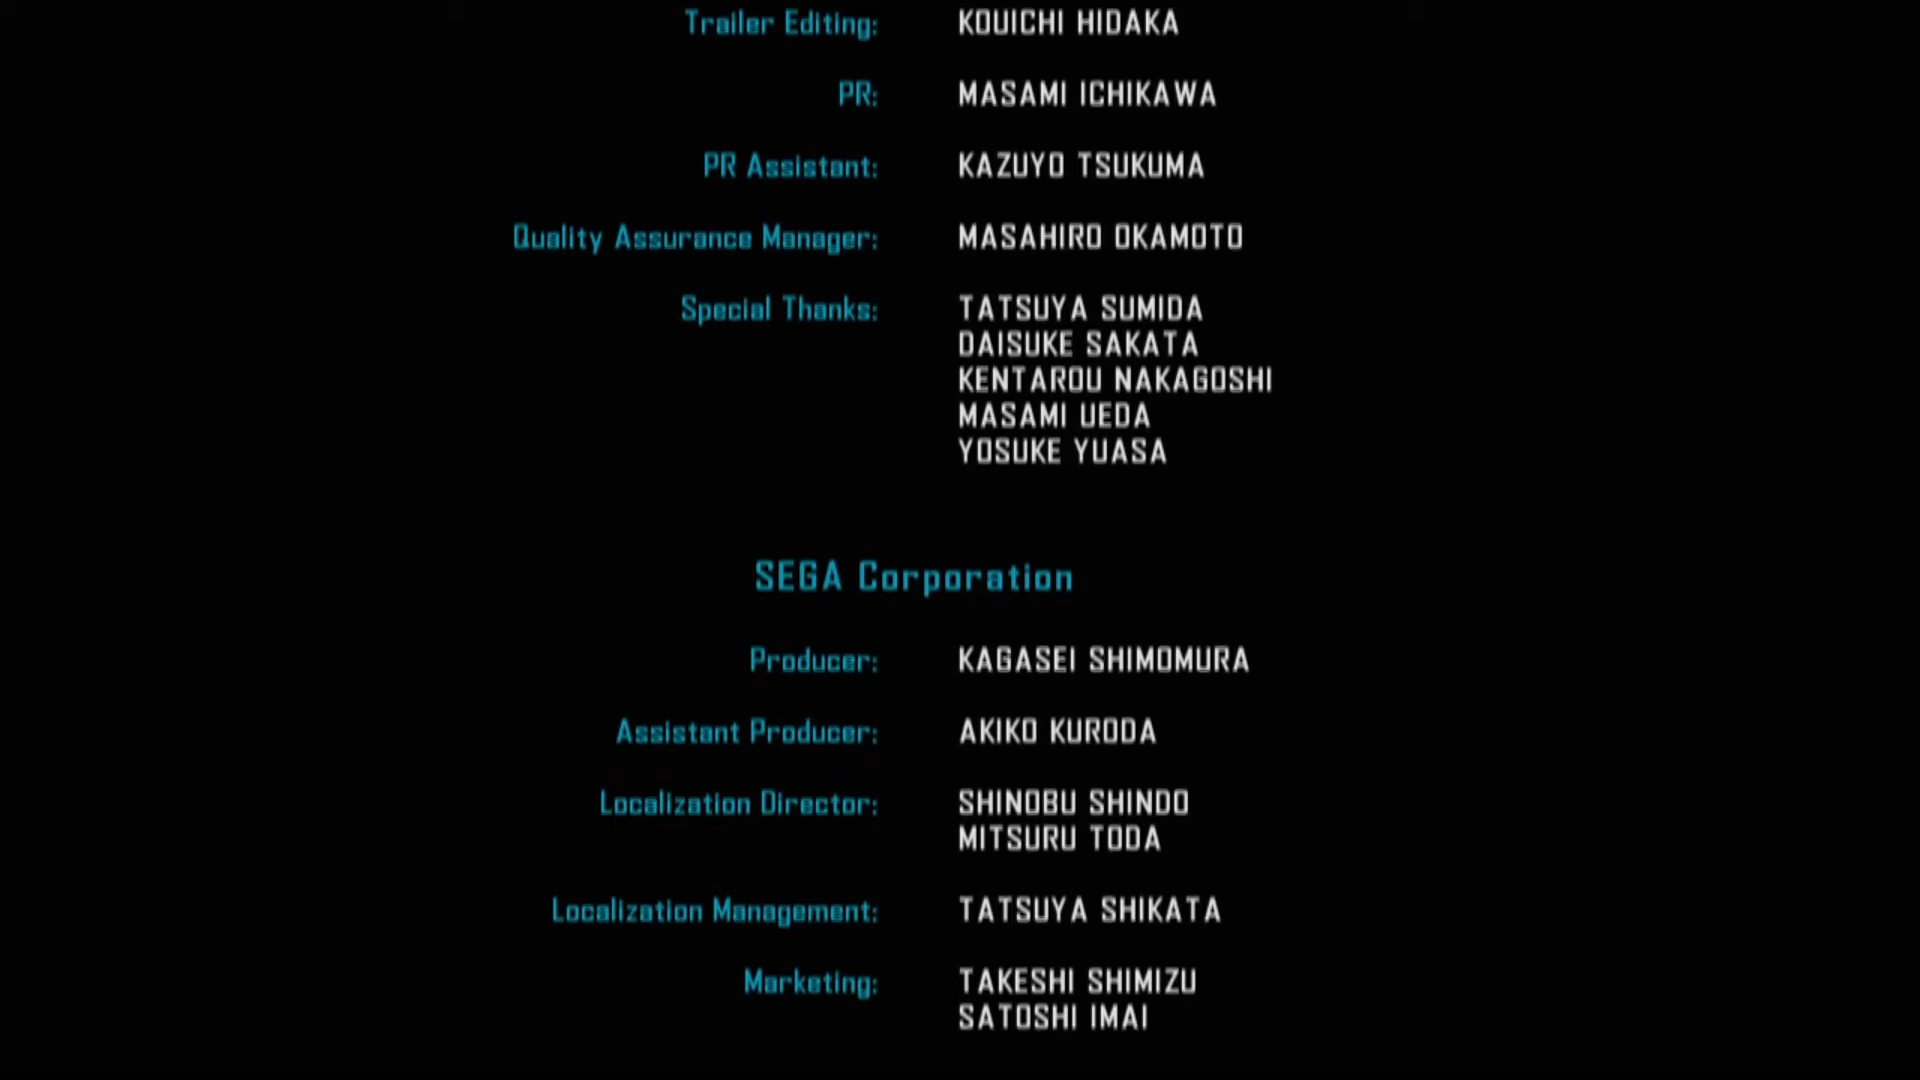 Trailer Editing: KOUICHI HIDAKA
PR: MASAMI ICHIKAWA
PR Assistant: KAZUYO TSUKUMA
Quality Assurance Manager: MASAHIRO OKAMOTO
Special Thanks: TATSUYA SUMIDA
DAISUKE SAKATA
KENTAROU NAKAGOSHI
MASAMI UEDA
YOSUKE YUASA
SEGA Corporation
Producer: KAGASEI SHIMOMURA
Assistant Producer: AKIKO KURODA
Localization Director: SHINOBU SHINDO
MITSURU TODA
Localization Management: TATSUYA SHIKATA
Marketing: TAKESHI SHIMIZU
SATOSHI IMAI